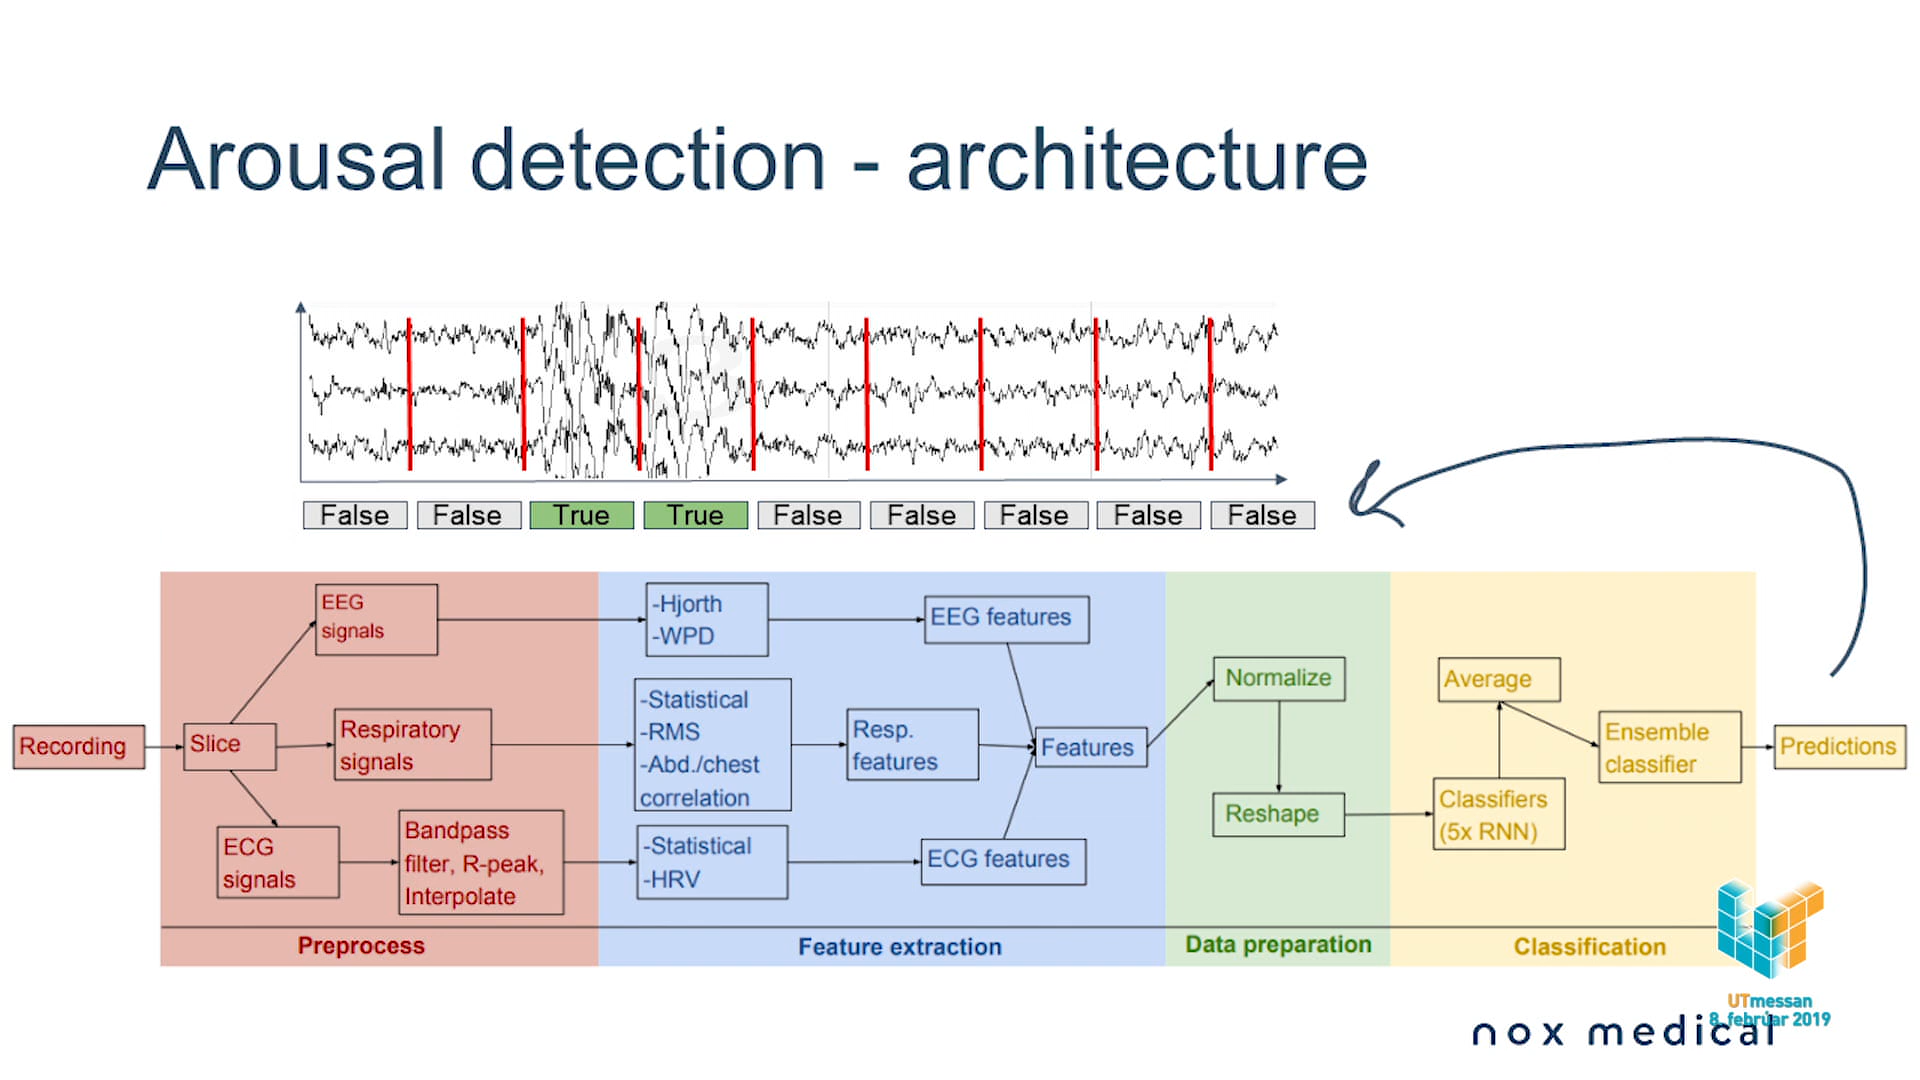 Arousal detection - architecture
False False True True False False False False False
EEG
signals
-Hjorth
-WPD
EEG features
Recording
Slice
Respiratory
signals
-Statistical
-RMS
-Abd./chest
correlation
Resp.
features
Features
ECG
signals
Bandpass
filter, R-peak,
Interpolate
-Statistical
-HRV
ECG features
Normalize
Reshape
Average
Classifiers
(5x RNN)
Ensemble
classifier
Predictions
Preprocess
Feature extraction
Data preparation
Classification
UTmessan
8. febrúar 2019
nox medical